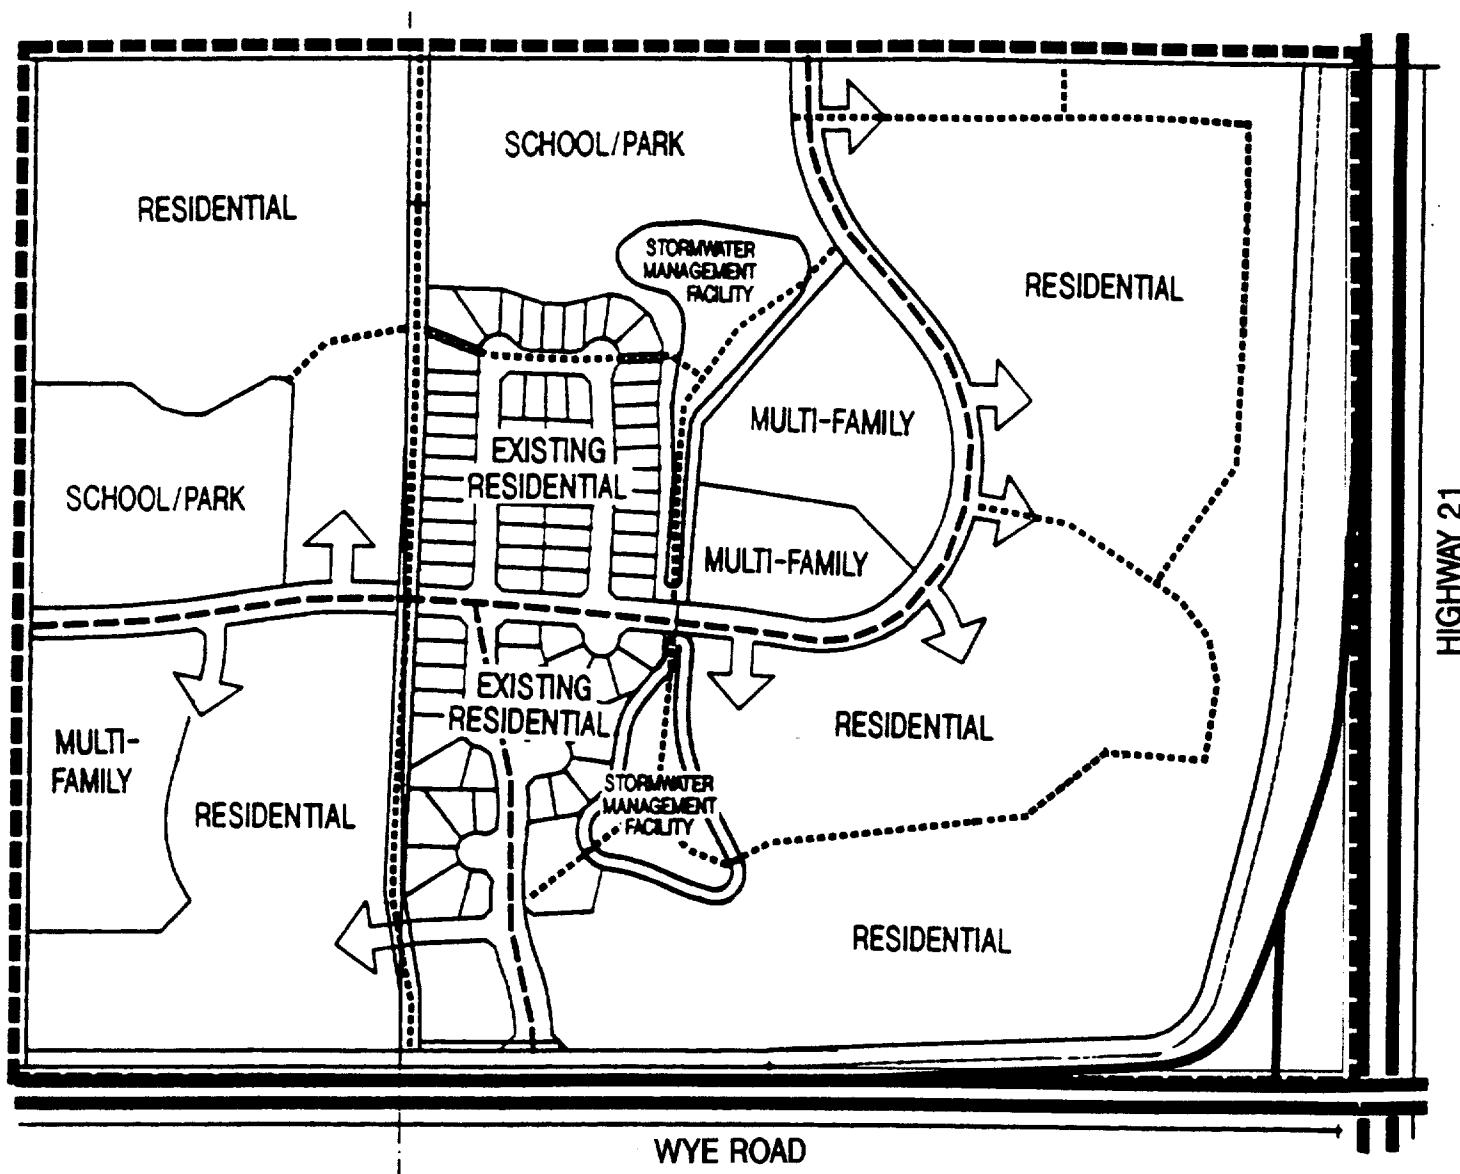 SCHOOL/PARK
RESIDENTIAL
STORMWATER
MANAGEMENT
FACILITY
RESIDENTIAL
MULTI-FAMILY
EXISTING
RESIDENTIAL
SCHOOL/PARK
MULTI-FAMILY
HIGHWAY 21
EXISTING
RESIDENTIAL
RESIDENTIAL
MULTI-
FAMILY
STORMWATER
MANAGEMENT
FACILITY
RESIDENTIAL
RESIDENTIAL
WYE ROAD